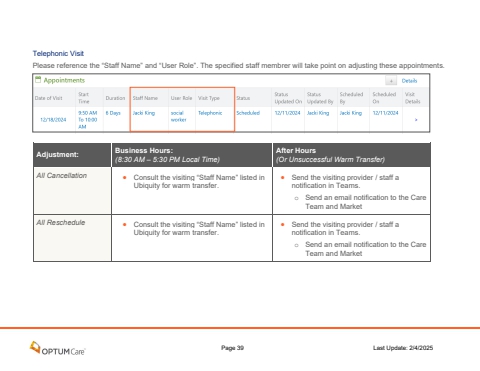 Telephonic Visit
Please reference the “Staff Name” and “User Role”. The specified staff membrer will take point on adjusting these appointments.
Appointments
Details
Date of Visit Start Time Duration Staff Name User Role Visit Type Status Status Updated On Status Updated By Scheduled By Scheduled On Visit Details
12/18/2024 9:50 AM To 10:00 AM 6 Days Jacki King social worker Telephonic Scheduled 12/11/2024 Jacki King Jacki King 12/11/2024
Adjustment: Business Hours: After Hours
(8:30 AM – 5:30 PM Local Time) (Or Unsuccessful Warm Transfer)
All Cancellation
• Consult the visiting “Staff Name” listed in
Ubiquity for warm transfer.
• Send the visiting provider / staff a
notification in Teams.
o Send an email notification to the Care
Team and Market
All Reschedule
• Consult the visiting “Staff Name” listed in
Ubiquity for warm transfer.
• Send the visiting provider / staff a
notification in Teams.
o Send an email notification to the Care
Team and Market
OPTUMCare
Page 39
Last Update: 2/4/2025